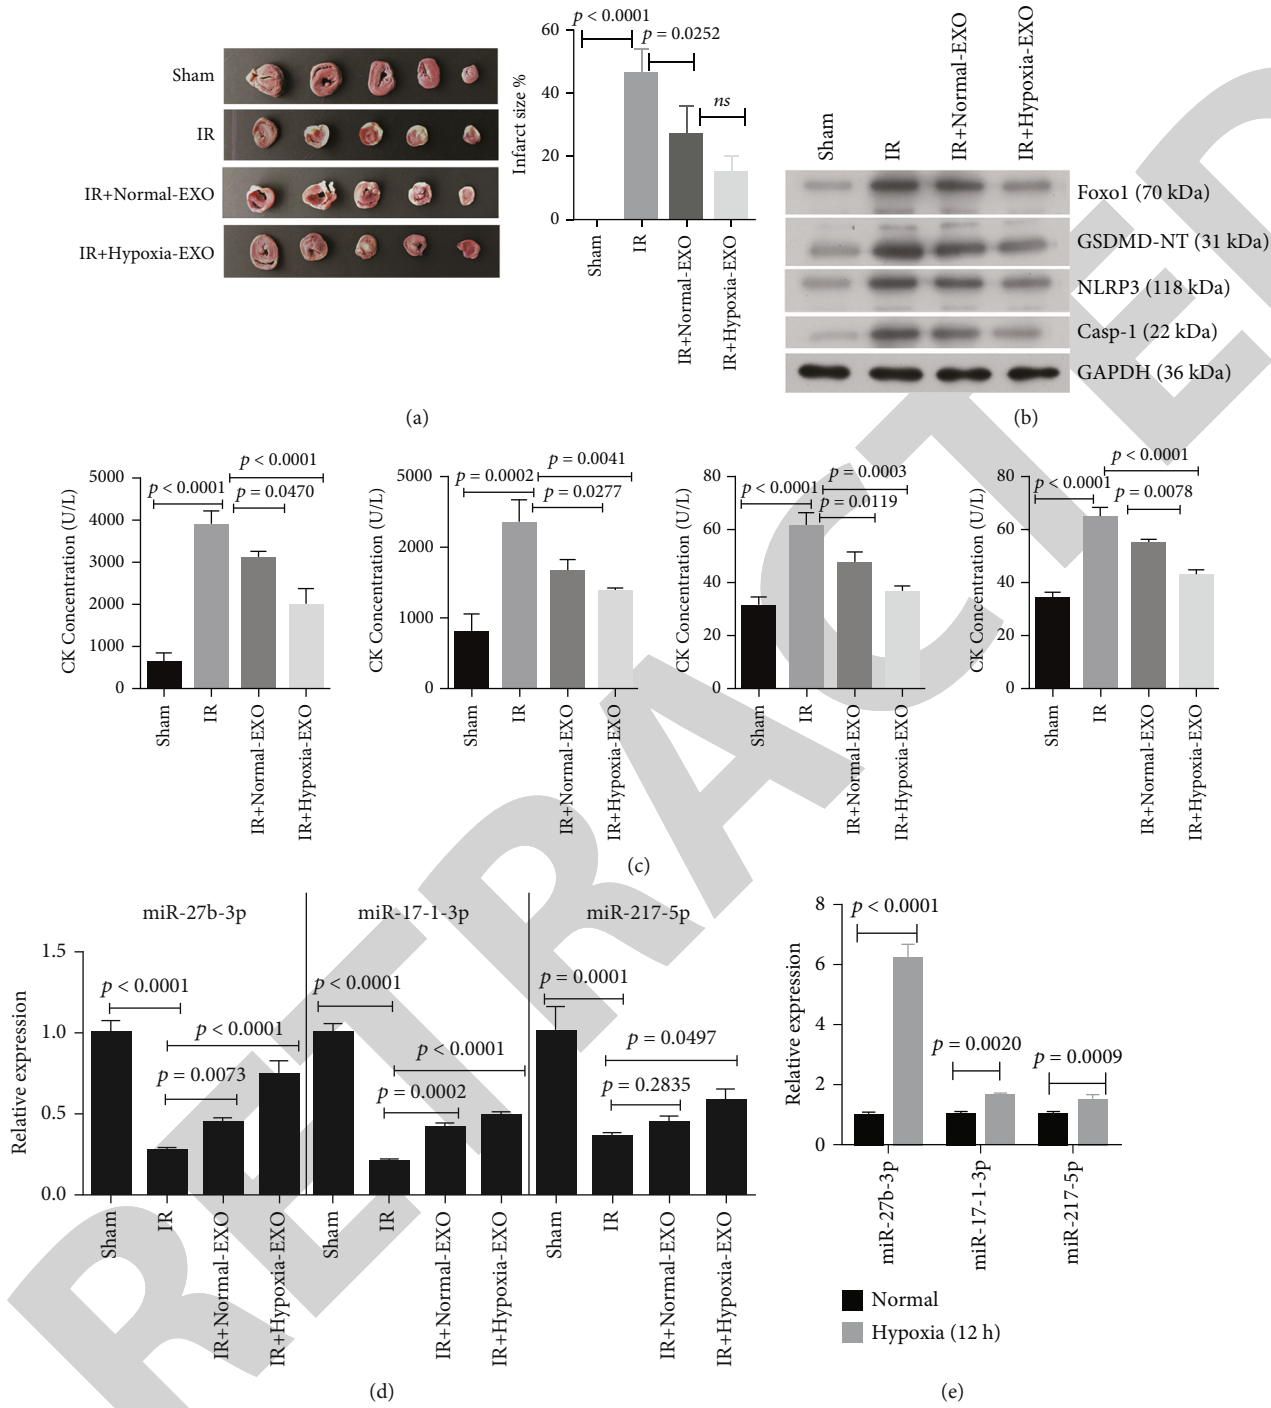 Sham
IR
IR+Normal-EXO
IR+Hypoxia-EXO
Infarct size %
60
40
20
0
p < 0.0001
p = 0.0252
ns
Sham
IR
IR+Normal-EXO
IR+Hypoxia-EXO
(a)
Sham
IR
IR+Normal-EXO
IR+Hypoxia-EXO
Foxo1 (70 kDa)
GSDMD-NT (31 kDa)
NLRP3 (118 kDa)
Casp-1 (22 kDa)
GAPDH (36 kDa)
(b)
CK Concentration (U/L)
5000
4000
3000
2000
1000
0
p < 0.0001
p < 0.0001
p = 0.0470
Sham
IR
IR+Normal-EXO
IR+Hypoxia-EXO
CK Concentration (U/L)
5000
2000
1000
0
p = 0.0041
p = 0.0002
p = 0.0277
Sham
IR
IR+Normal-EXO
IR+Hypoxia-EXO
CK Concentration (U/L)
80
60
40
20
0
p = 0.0003
p < 0.0001
p = 0.0119
Sham
IR
IR+Normal-EXO
IR+Hypoxia-EXO
CK Concentration (U/L)
80
60
40
20
0
p < 0.0001
p < 0.0001
p = 0.0078
Sham
IR
IR+Normal-EXO
IR+Hypoxia-EXO
(c)
miR-27b-3p
miR-17-1-3p
miR-217-5p
Relative expression
1.5
1.0
0.5
0.0
p < 0.0001
p < 0.0001
p = 0.0073
p < 0.0001
p < 0.0001
p = 0.0002
p = 0.0001
p = 0.0497
p = 0.2835
Sham
IR
IR+Normal-EXO
IR+Hypoxia-EXO
Sham
IR
IR+Normal-EXO
IR+Hypoxia-EXO
Sham
IR
IR+Normal-EXO
IR+Hypoxia-EXO
(d)
Relative expression
8
6
4
2
0
p < 0.0001
p = 0.0020
p = 0.0009
miR-27b-3p
miR-17-1-3p
miR-217-5p
Normal
Hypoxia (12 h)
(e)
RETRACTED